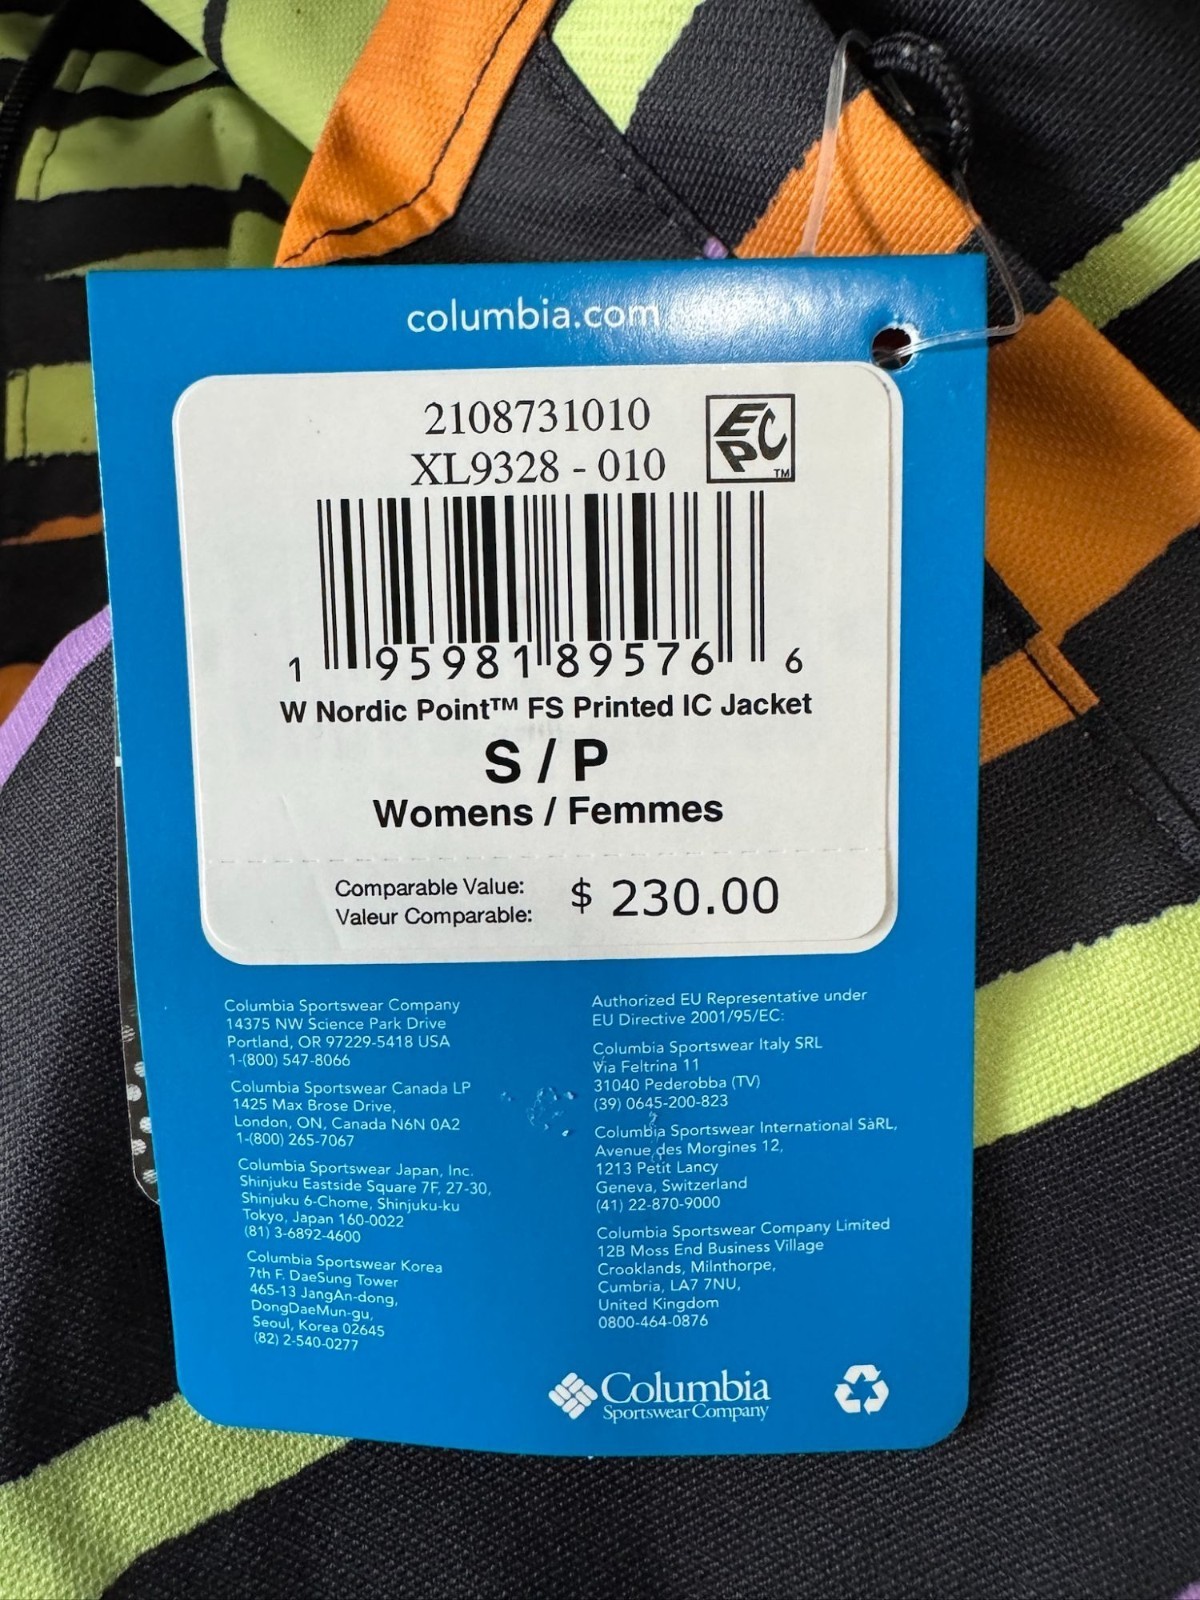 columbia.com
2108731010
XL9328 - 010
EPC
TM
1 95981 89576 6
W Nordic Point™ FS Printed IC Jacket
S / P
Womens / Femmes
Comparable Value:
Valeur Comparable:
$ 230.00
Columbia Sportswear Company
14375 NW Science Park Drive
Portland, OR 97229-5418 USA
1-(800) 547-8066
Columbia Sportswear Canada LP
1425 Max Brose Drive,
London, ON, Canada N6N 0A2
1-(800) 265-7067
Columbia Sportswear Japan, Inc.
Shinjuku Eastside Square 7F, 27-30,
Shinjuku 6-Chome, Shinjuku-ku
Tokyo, Japan 160-0022
(81) 3-6892-4600
Columbia Sportswear Korea
7th F. DaeSung Tower
465-13 JangAn-dong,
DongDaeMun-gu,
Seoul, Korea 02645
(82) 2-540-0277
Authorized EU Representative under
EU Directive 2001/95/EC:
Columbia Sportswear Italy SRL
Via Feltrina 11
31040 Pederobba (TV)
(39) 0645-200-823
Columbia Sportswear International SàRL,
Avenue des Morgines 12,
1213 Petit Lancy
Geneva, Switzerland
(41) 22-870-9000
Columbia Sportswear Company Limited
12B Moss End Business Village
Crooklands, Milnthorpe,
Cumbria, LA7 7NU,
United Kingdom
0800-464-0876
Columbia
Sportswear Company